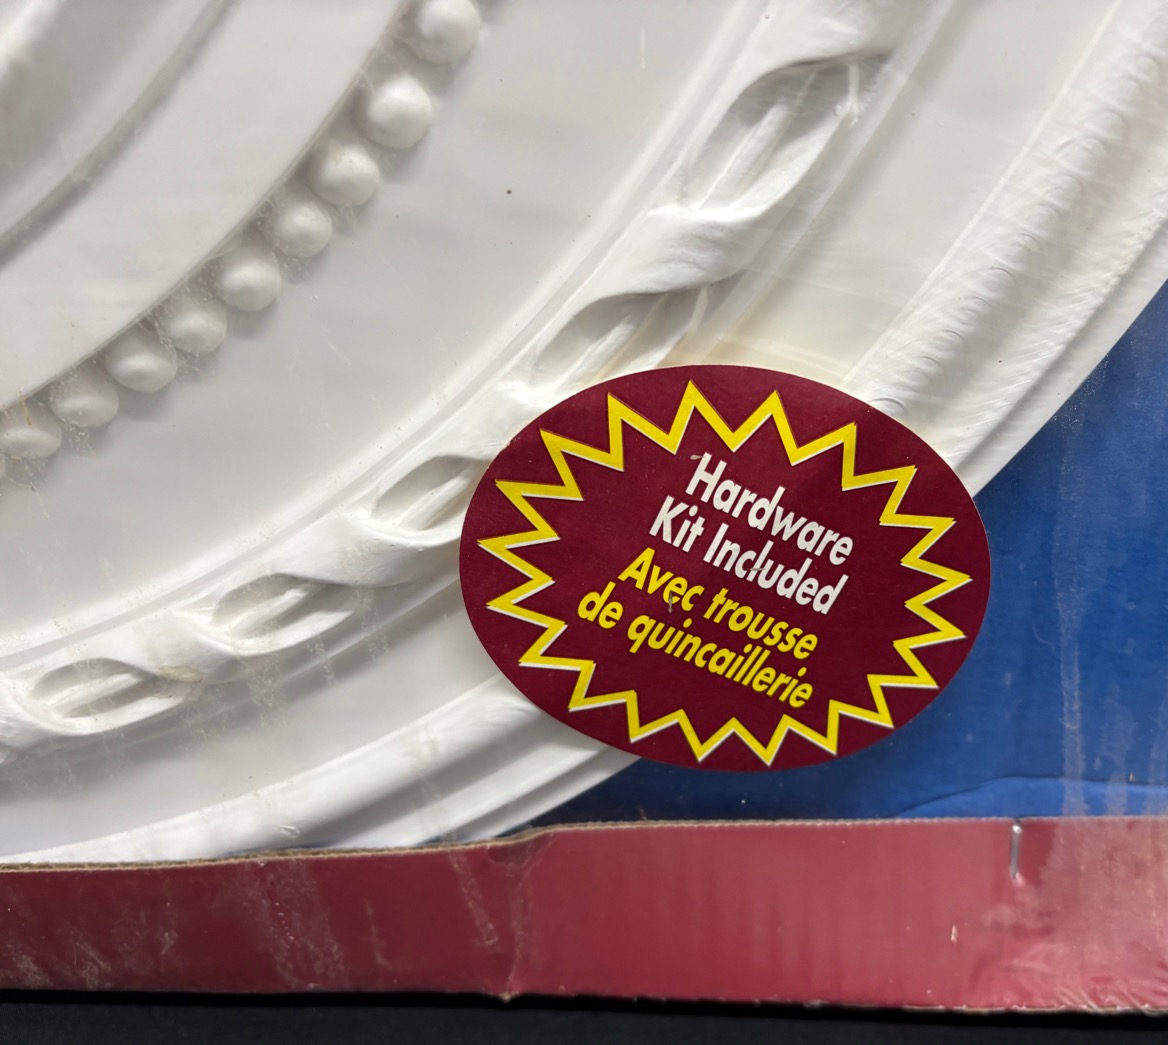 Hardware
Kit Included
Avec trousse
de quincaillerie